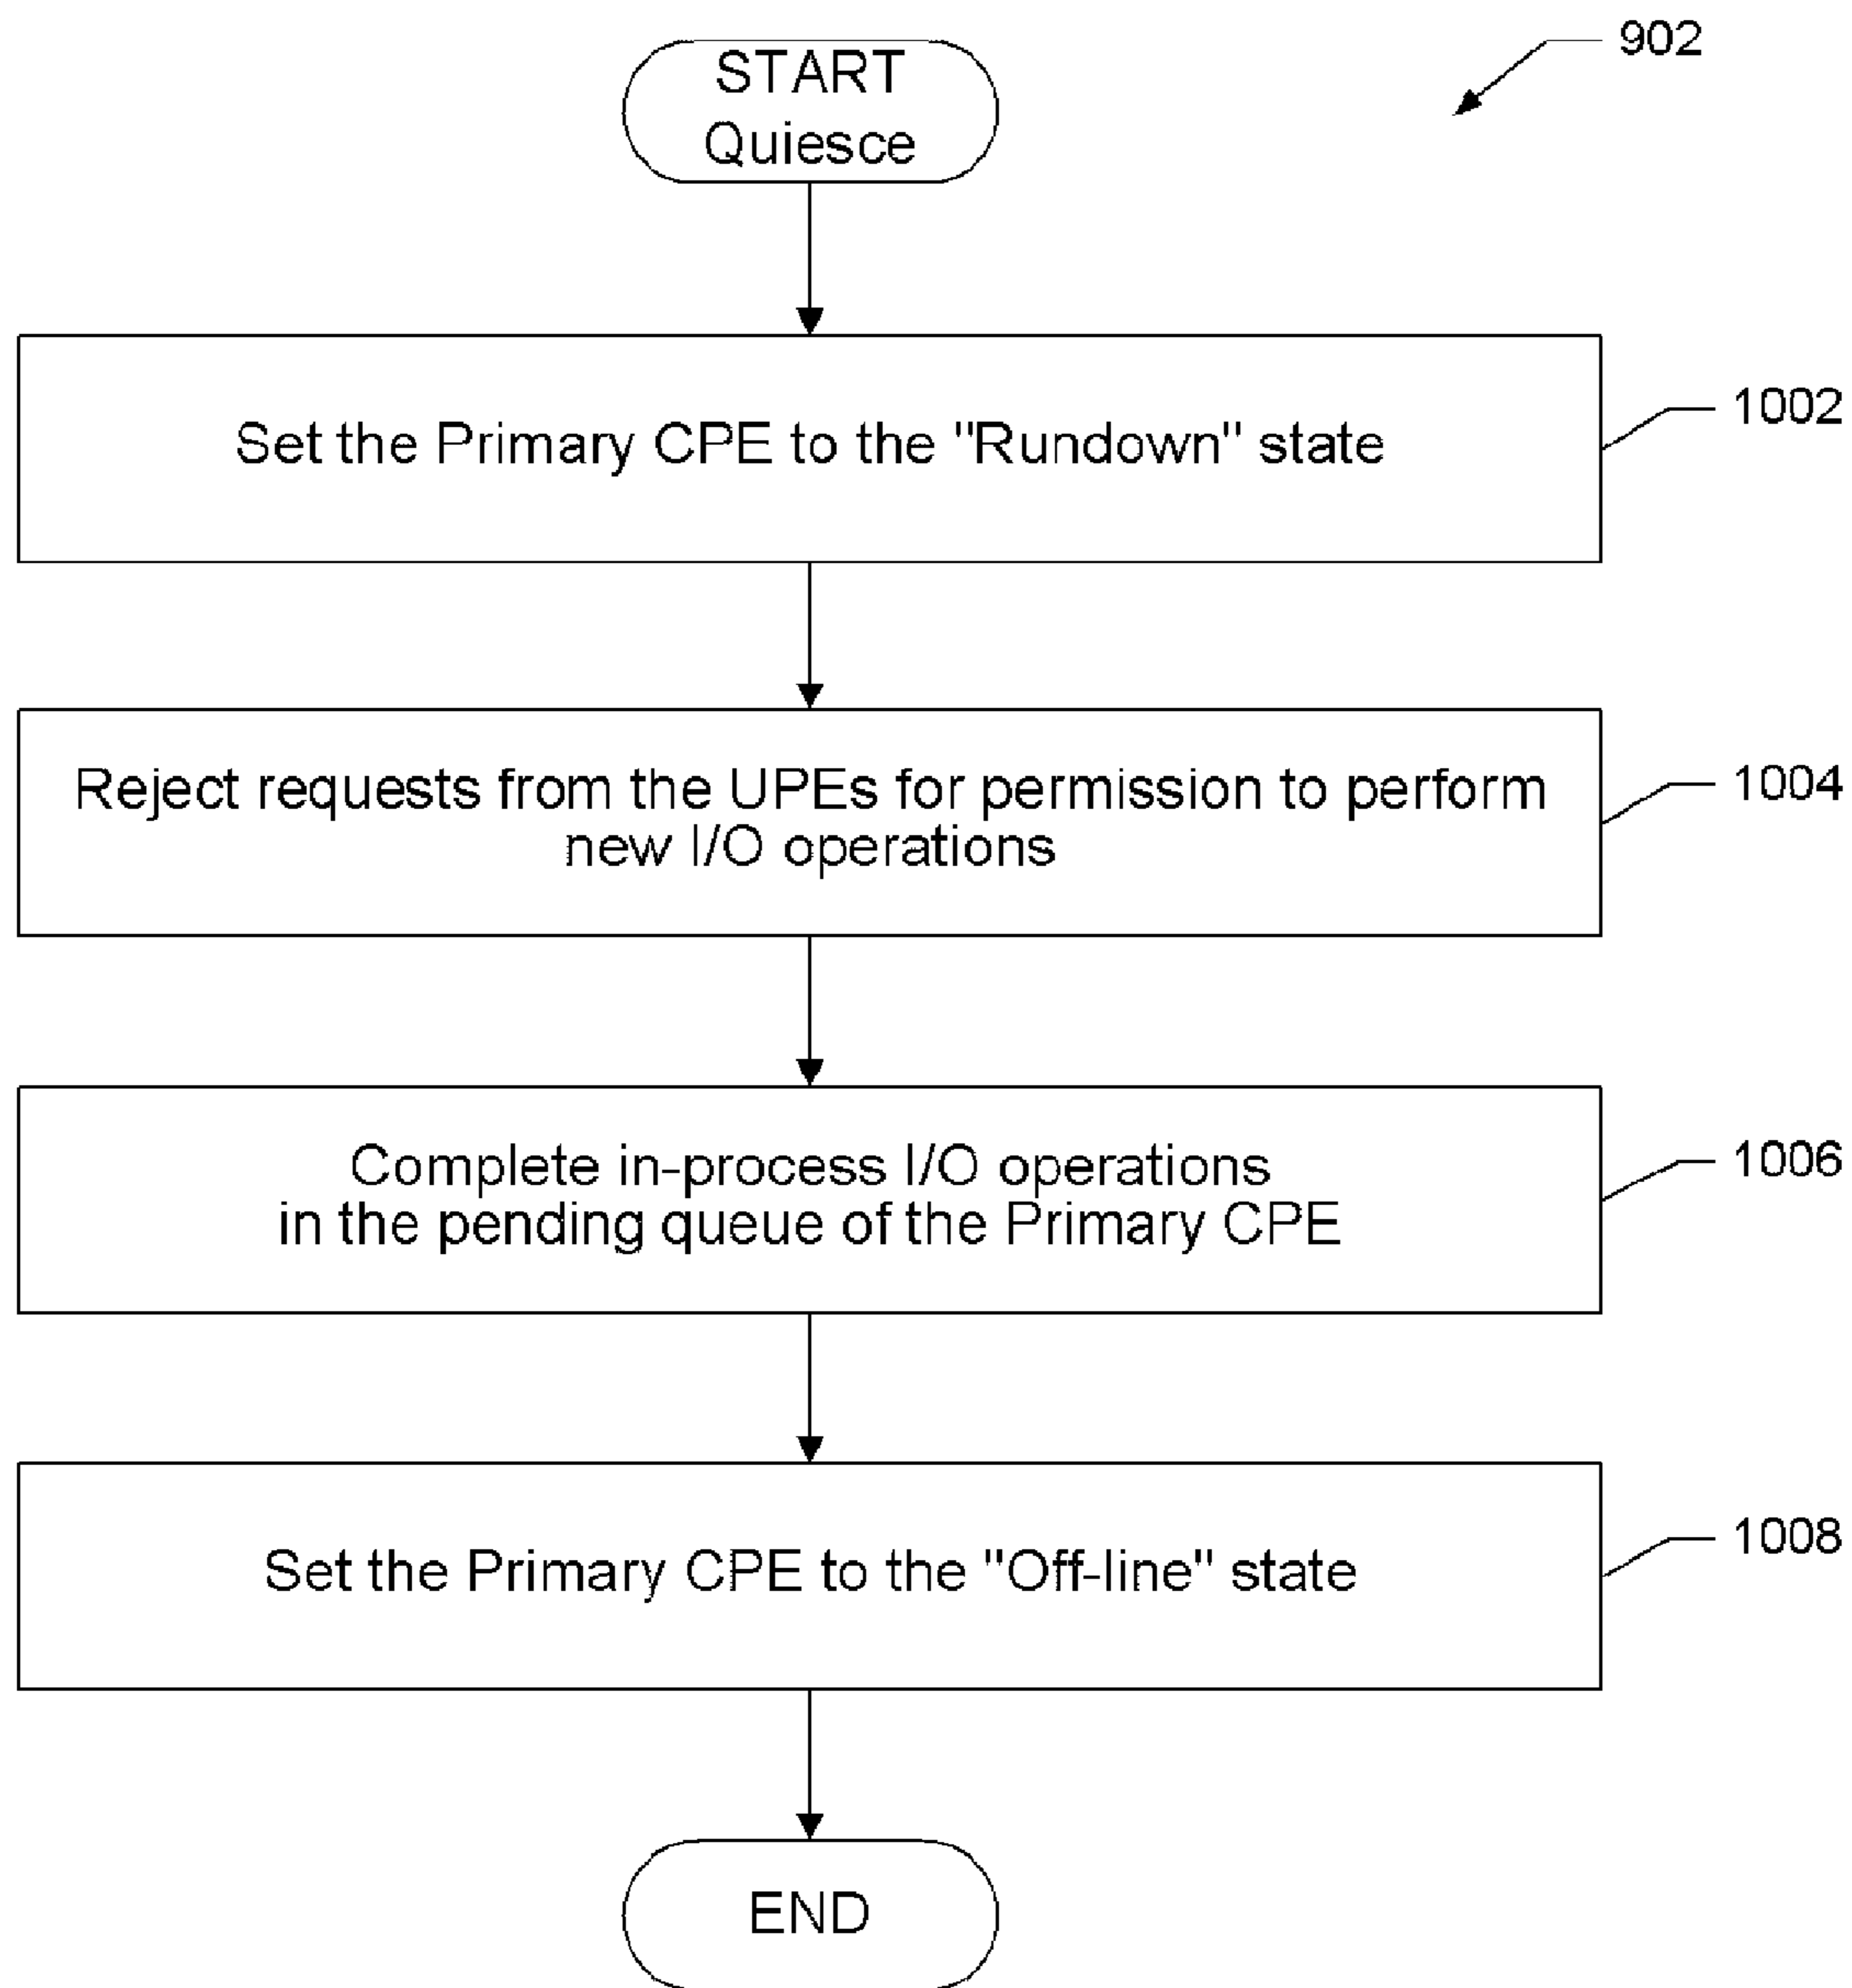 902
START
Quiesce
Set the Primary CPE to the "Rundown" state
1002
Reject requests from the UPEs for permission to perform
new I/O operations
1004
Complete in-process I/O operations
in the pending queue of the Primary CPE
1006
Set the Primary CPE to the "Off-line" state
1008
END